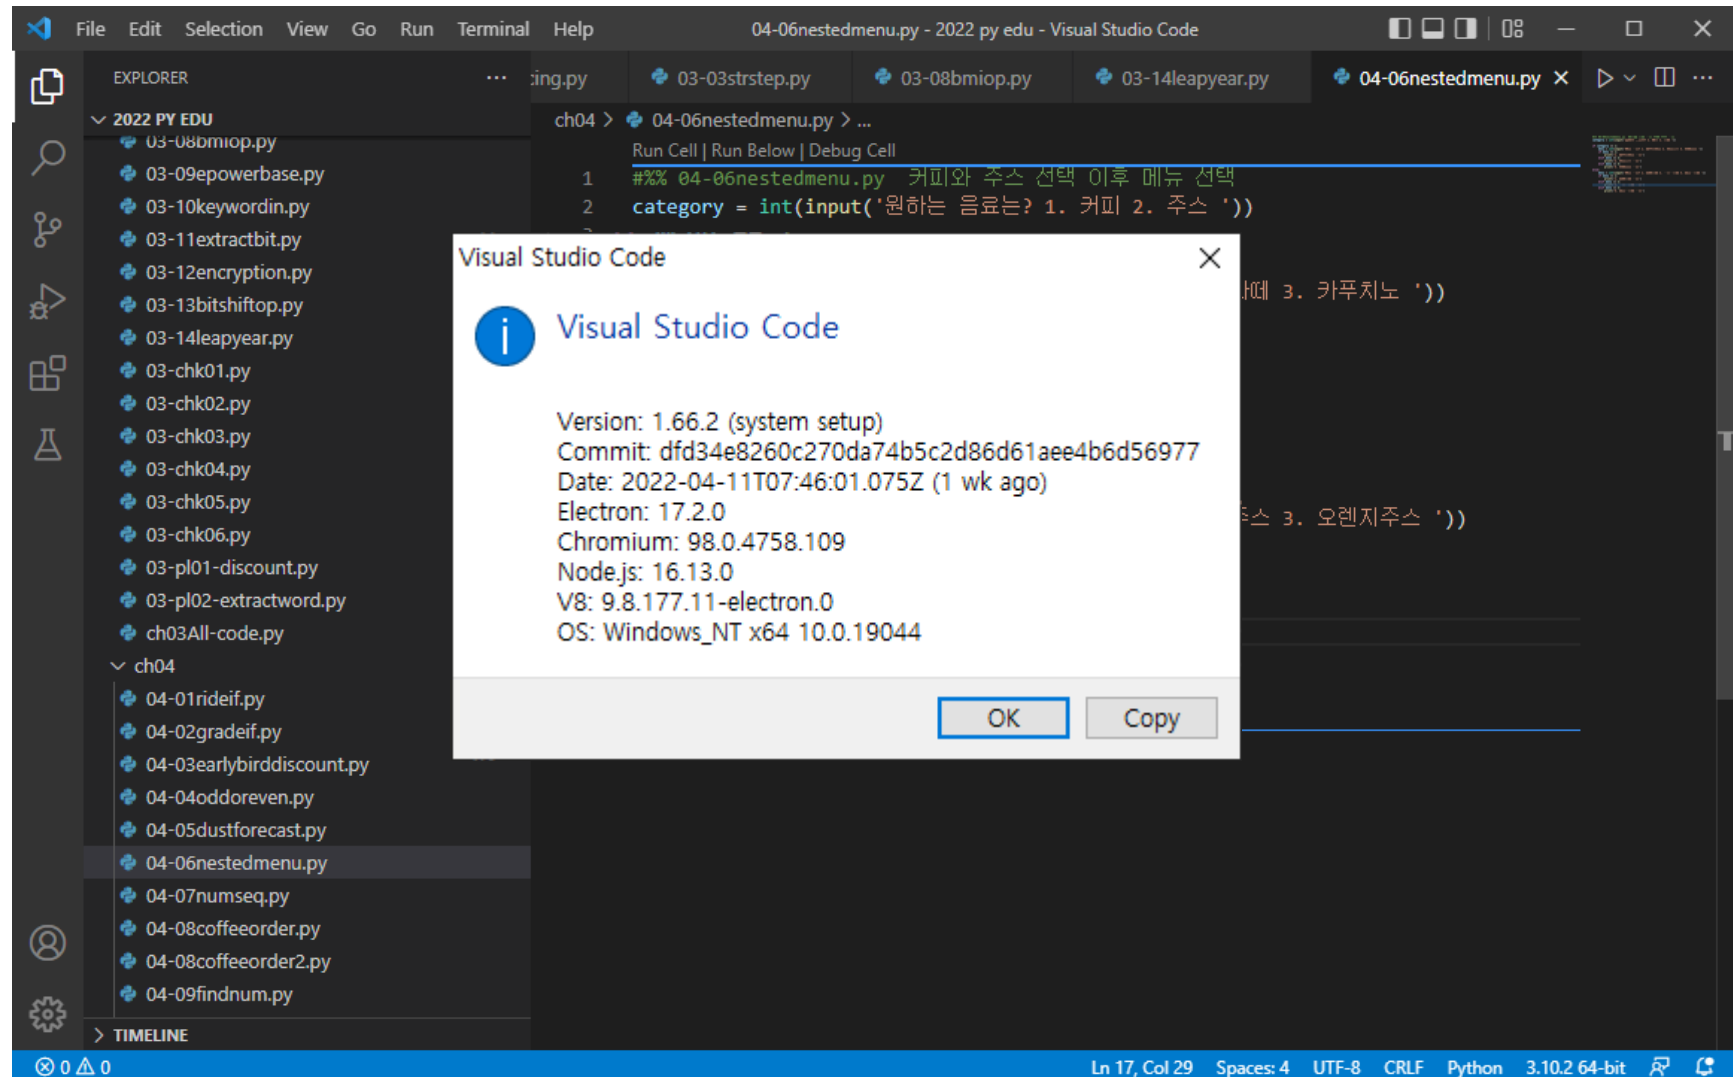 File Edit Selection View Go Run Terminal Help
04-06nestedmenu.py - 2022 py edu - Visual Studio Code
EXPLORER
ing.py
03-03strstep.py
03-08bmiop.py
03-14leapyear.py
04-06nestedmenu.py
2022 PY EDU
03-08bmiop.py
03-09epowerbase.py
03-10keywordin.py
03-11extractbit.py
03-12encryption.py
03-13bitshiftop.py
03-14leapyear.py
03-chk01.py
03-chk02.py
03-chk03.py
03-chk04.py
03-chk05.py
03-chk06.py
03-pl01-discount.py
03-pl02-extractword.py
ch03All-code.py
ch04
04-01rideif.py
04-02gradeif.py
04-03earlybirddiscount.py
04-04oddoreven.py
04-05dustforecast.py
04-06nestedmenu.py
04-07numseq.py
04-08coffeeorder.py
04-08coffeeorder2.py
04-09findnum.py
TIMELINE
ch04 > 04-06nestedmenu.py > ...
Run Cell | Run Below | Debug Cell
1 #%% 04-06nestedmenu.py 커피와 주스 선택 이후 메뉴 선택
2 category = int(input('원하는 음료는? 1. 커피 2. 주스 '))
3. 카푸치노 '))
3. 오렌지주스 '))
Visual Studio Code
Visual Studio Code
Version: 1.66.2 (system setup)
Commit: dfd34e8260c270da74b5c2d86d61aee4b6d56977
Date: 2022-04-11T07:46:01.075Z (1 wk ago)
Electron: 17.2.0
Chromium: 98.0.4758.109
Node.js: 16.13.0
V8: 9.8.177.11-electron.0
OS: Windows_NT x64 10.0.19044
OK
Copy
0 0
Ln 17, Col 29 Spaces: 4 UTF-8 CRLF Python 3.10.2 64-bit